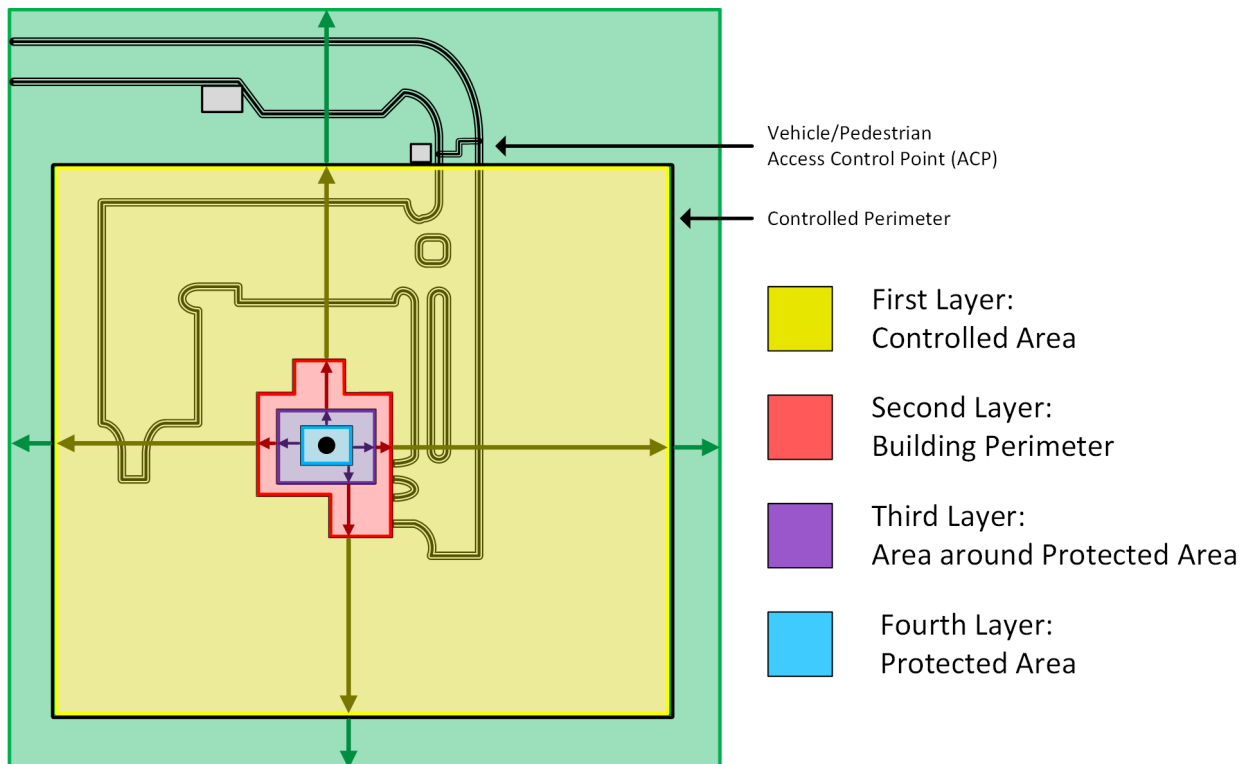 Vehicle/Pedestrian
Access Control Point (ACP)
Controlled Perimeter
First Layer:
Controlled Area
Second Layer:
Building Perimeter
Third Layer:
Area around Protected Area
Fourth Layer:
Protected Area